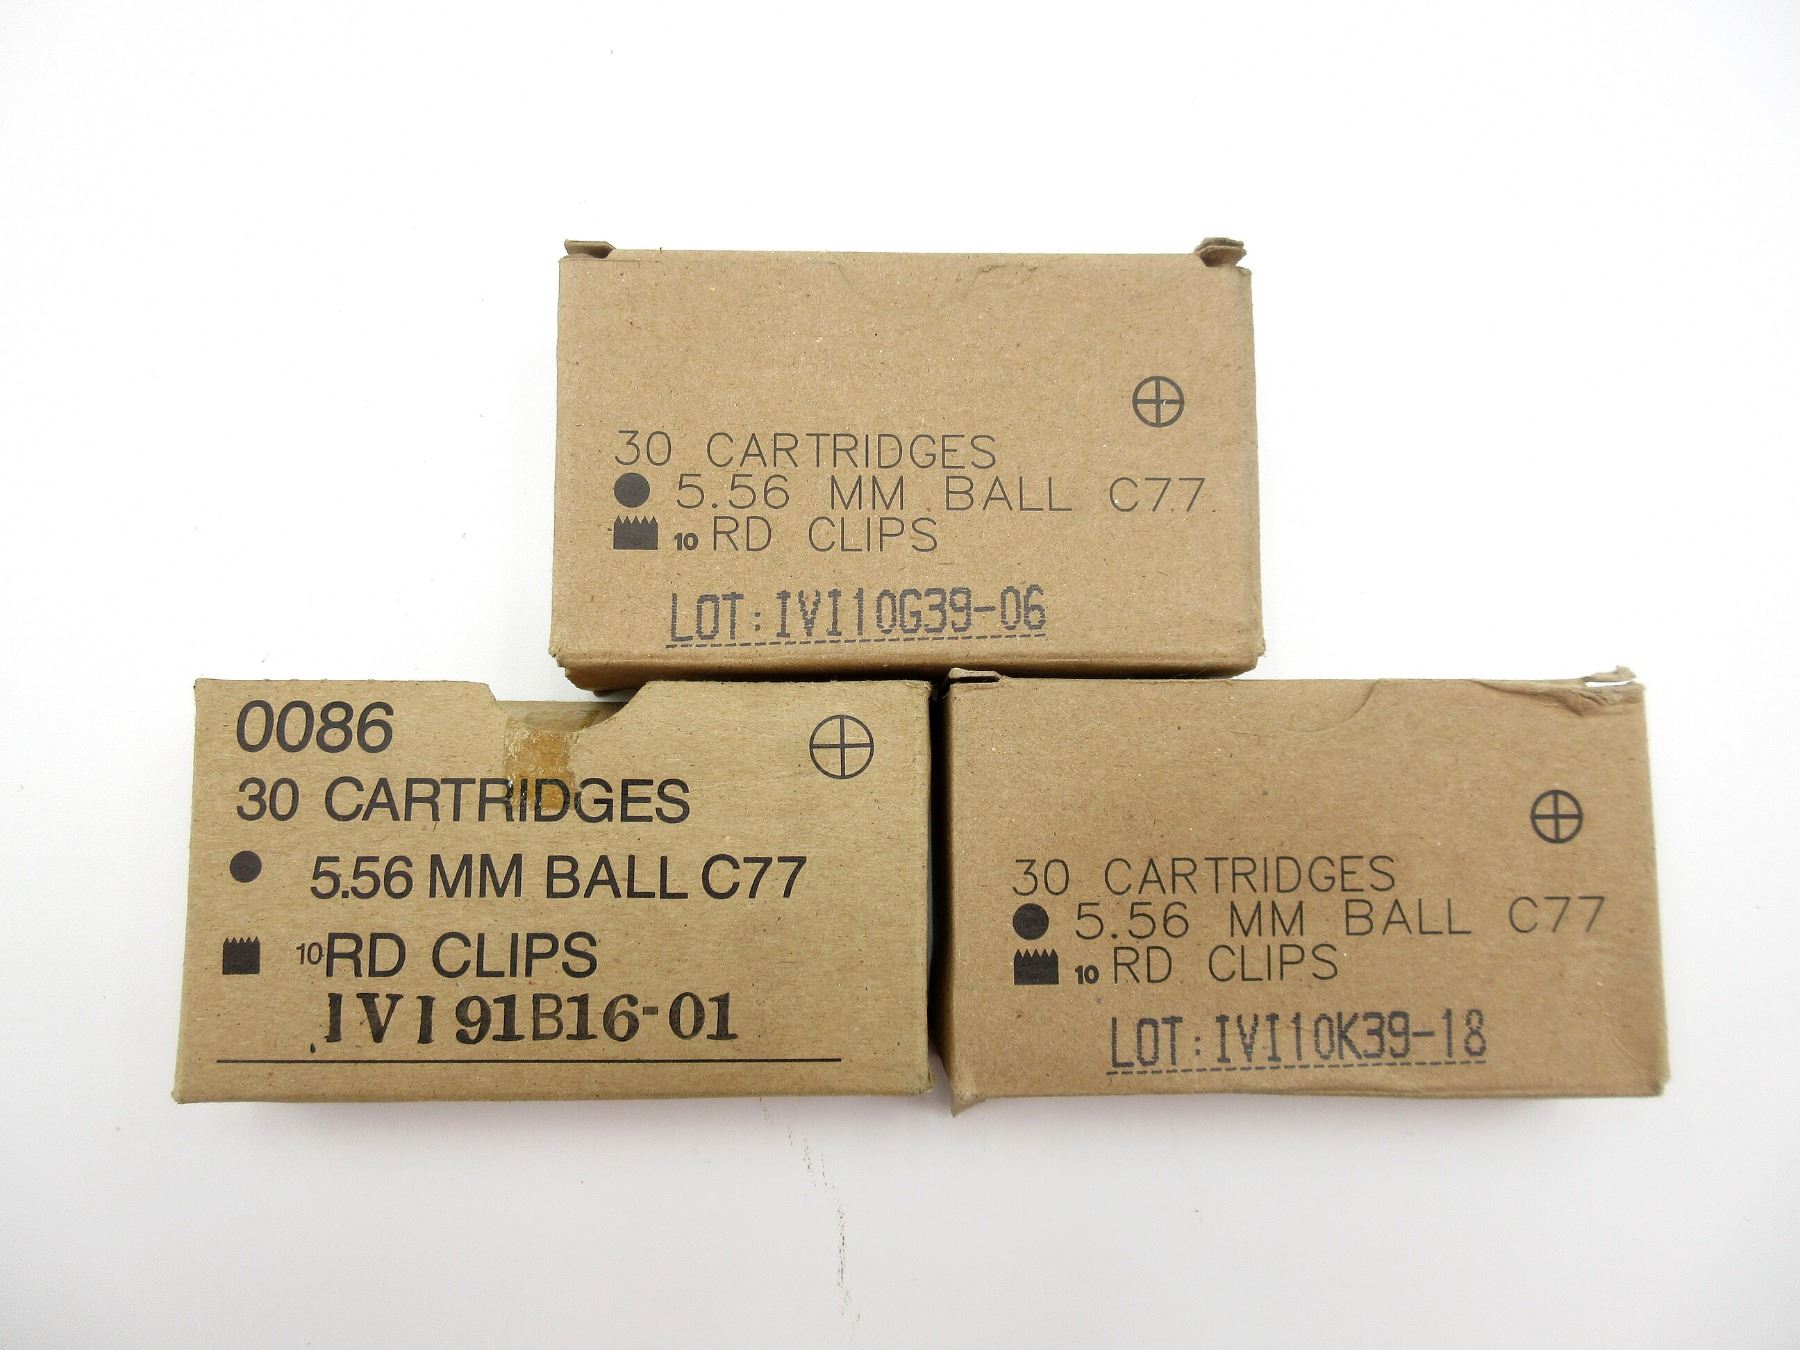 30 CARTRIDGES
5.56 MM BALL C77
10 RD CLIPS
LOT: IVI10G39-06
0086
30 CARTRIDGES
5.56 MM BALL C77
10 RD CLIPS
IVI 91B16-01
30 CARTRIDGES
5.56 MM BALL C77
10 RD CLIPS
LOT: IVI10K39-18